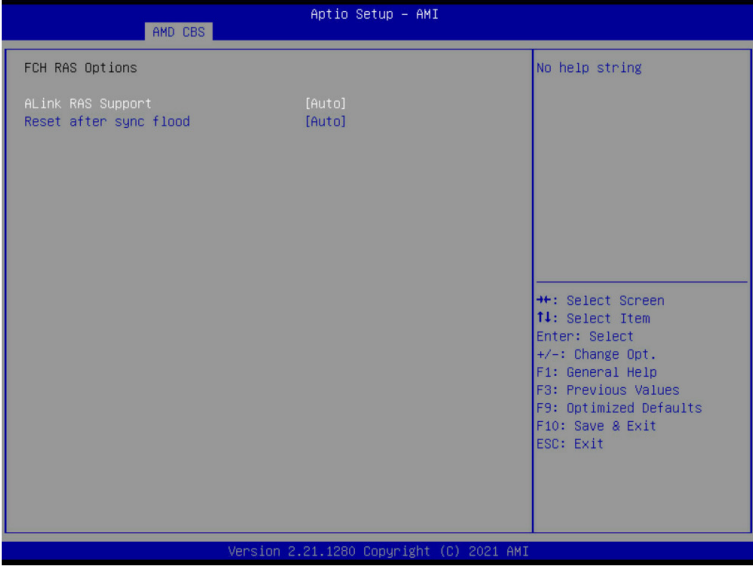 Aptio Setup - AMI
AMD CBS
FCH RAS Options
ALink RAS Support [Auto]
Reset after sync flood [Auto]
No help string
→←: Select Screen
↑↓: Select Item
Enter: Select
+/-: Change Opt.
F1: General Help
F3: Previous Values
F9: Optimized Defaults
F10: Save & Exit
ESC: Exit
Version 2.21.1280 Copyright (C) 2021 AMI